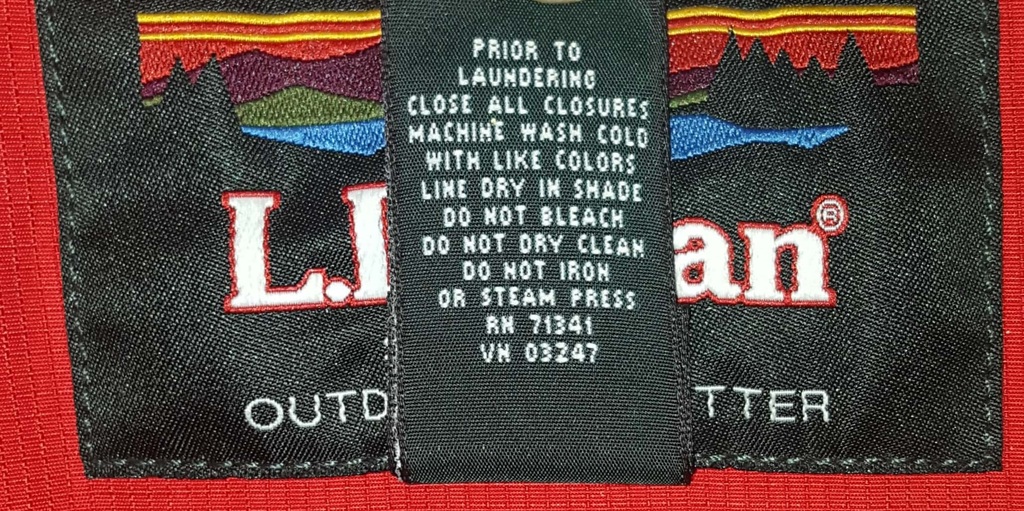 PRIOR TO
LAUNDERING
CLOSE ALL CLOSURES
MACHINE WASH COLD
WITH LIKE COLORS
LINE DRY IN SHADE
DO NOT BLEACH
DO NOT DRY CLEAN
DO NOT IRON
OR STEAM PRESS
RN 71341
VN 03247
L. an®
OUTD TTER